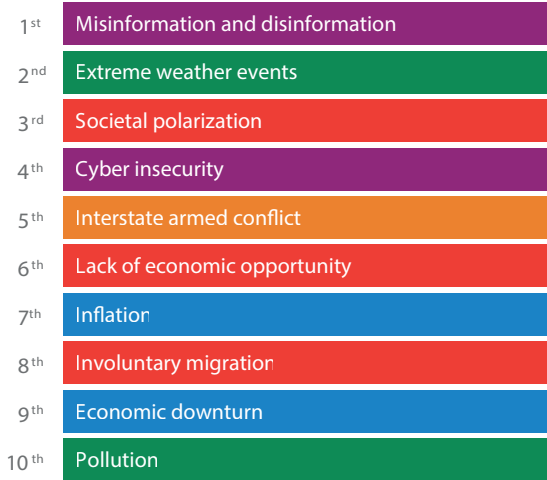 1st Misinformation and disinformation
2nd Extreme weather events
3rd Societal polarization
4th Cyber insecurity
5th Interstate armed conflict
6th Lack of economic opportunity
7th Inflation
8th Involuntary migration
9th Economic downturn
10th Pollution